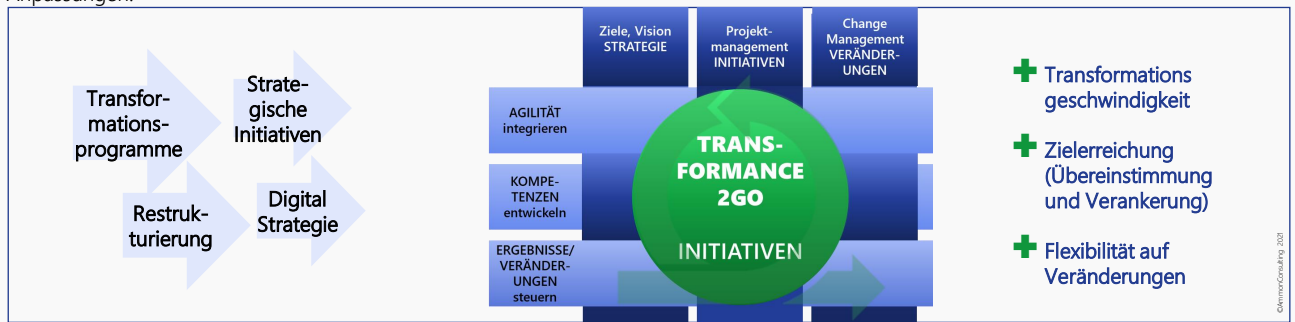 Anpassungen.
Transfor-
mations-
programme
Strate-
gische
Initiativen
Restruk-
turierung
Digital
Strategie
Ziele, Vision
STRATEGIE
Projekt-
management
INITIATIVEN
Change
Management
VERÄNDER-
UNGEN
AGILITÄT
integrieren
KOMPE-
TENZEN
entwickeln
ERGEBNISSE/
VERÄNDER-
UNGEN
steuern
TRANS-
FORMANCE
2GO
INITIATIVEN
Transformations
geschwindigkeit
Zielerreichung
(Übereinstimmung
und Verankerung)
Flexibilität auf
Veränderungen
©AmmonConsulting 2021